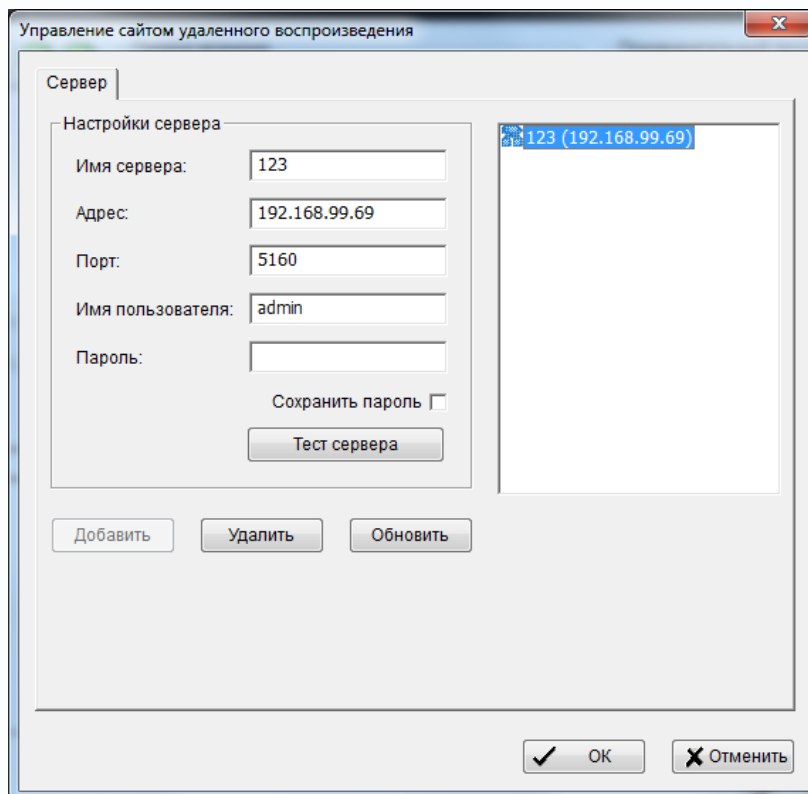 Управление сайтом удаленного воспроизведения
Сервер
Настройки сервера
Имя сервера: 123
Адрес: 192.168.99.69
Порт: 5160
Имя пользователя: admin
Пароль:
Сохранить пароль
Тест сервера
123 (192.168.99.69)
Добавить Удалить Обновить
ОК Отменить